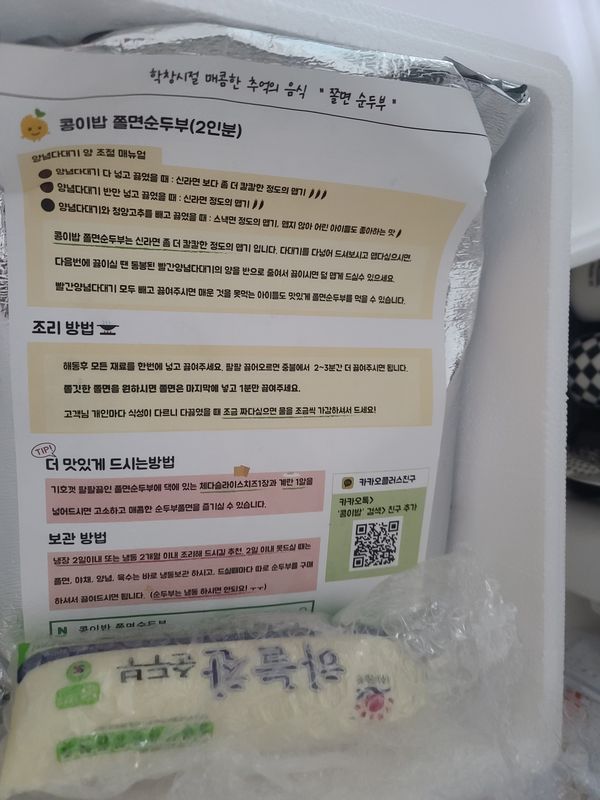 학창시절 매콤한 추억의 음식 "쫄면 순두부"
콩이밥 쫄면순두부(2인분)
양념다대기 양 조절 매뉴얼
양념다대기 다 넣고 끓였을 때 : 신라면 보다 좀 더 칼칼한 정도의 맵기
양념다대기 반만 넣고 끓였을 때 : 신라면 정도의 맵기
양념다대기와 청양고추를 빼고 끓였을 때 : 스낵면 정도의 맵기, 맵지 않아 어린 아이들도 좋아하는 맛
콩이밥 쫄면순두부는 신라면 좀 더 칼칼한 정도의 맵기 입니다. 다대기를 다넣어 드셔보시고 맵다싶으시면
다음번에 끓이실 땐 동봉된 빨간양념다대기의 양을 반으로 줄여서 끓이시면 덜 맵게 드실수 있으세요
빨간양념다대기 모두 빼고 끓여주시면 매운 것을 못먹는 아이들도 맛있게 쫄면순두부를 먹을 수 있습니다.
조리 방법
해동후 모든 재료를 한번에 넣고 끓여주세요. 팔팔 끓어오르면 중불에서 2~3분간 더 끓여주시면 됩니다.
쫄깃한 쫄면을 원하시면 쫄면은 마지막에 넣고 1분만 끓여주세요.
고객님 개인마다 식성이 다르니 다끓였을 때 조금 짜다싶으면 물을 조금씩 가감하셔서 드세요!
TIP!
더 맛있게 드시는방법
기호껏 팔팔끓인 쫄면순두부에 댁에 있는 체다슬라이스치즈1장과 계란 1알을
넣어드시면 고소하고 매콤한 순두부쫄면을 즐기실 수 있습니다.
카카오플러스친구
카카오톡>
'콩이밥' 검색> 친구 추가
보관 방법
냉장 2일이내 또는 냉동 2개월 이내 조리해 드시길 추천, 2일 이내 못드실 때는
쫄면, 야채, 양념, 육수는 바로 냉동보관 하시고, 드실때마다 따로 순두부를 구매
하셔서 끓여드시면 됩니다. (순두부는 냉동 하시면 안되요! ㅜㅜ)
N 콩이밥 쫄면순두부
하늘찬 순두부